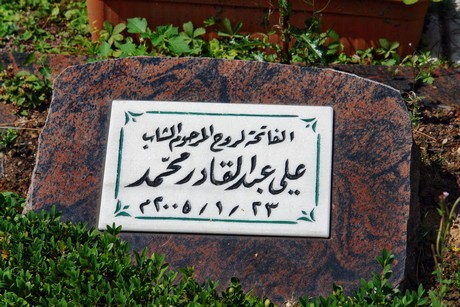 الفاتحة لروح المرحوم الشاب
علي عبدالقادر محمد
٢٣ / ١ / ٢٠٠٥ م